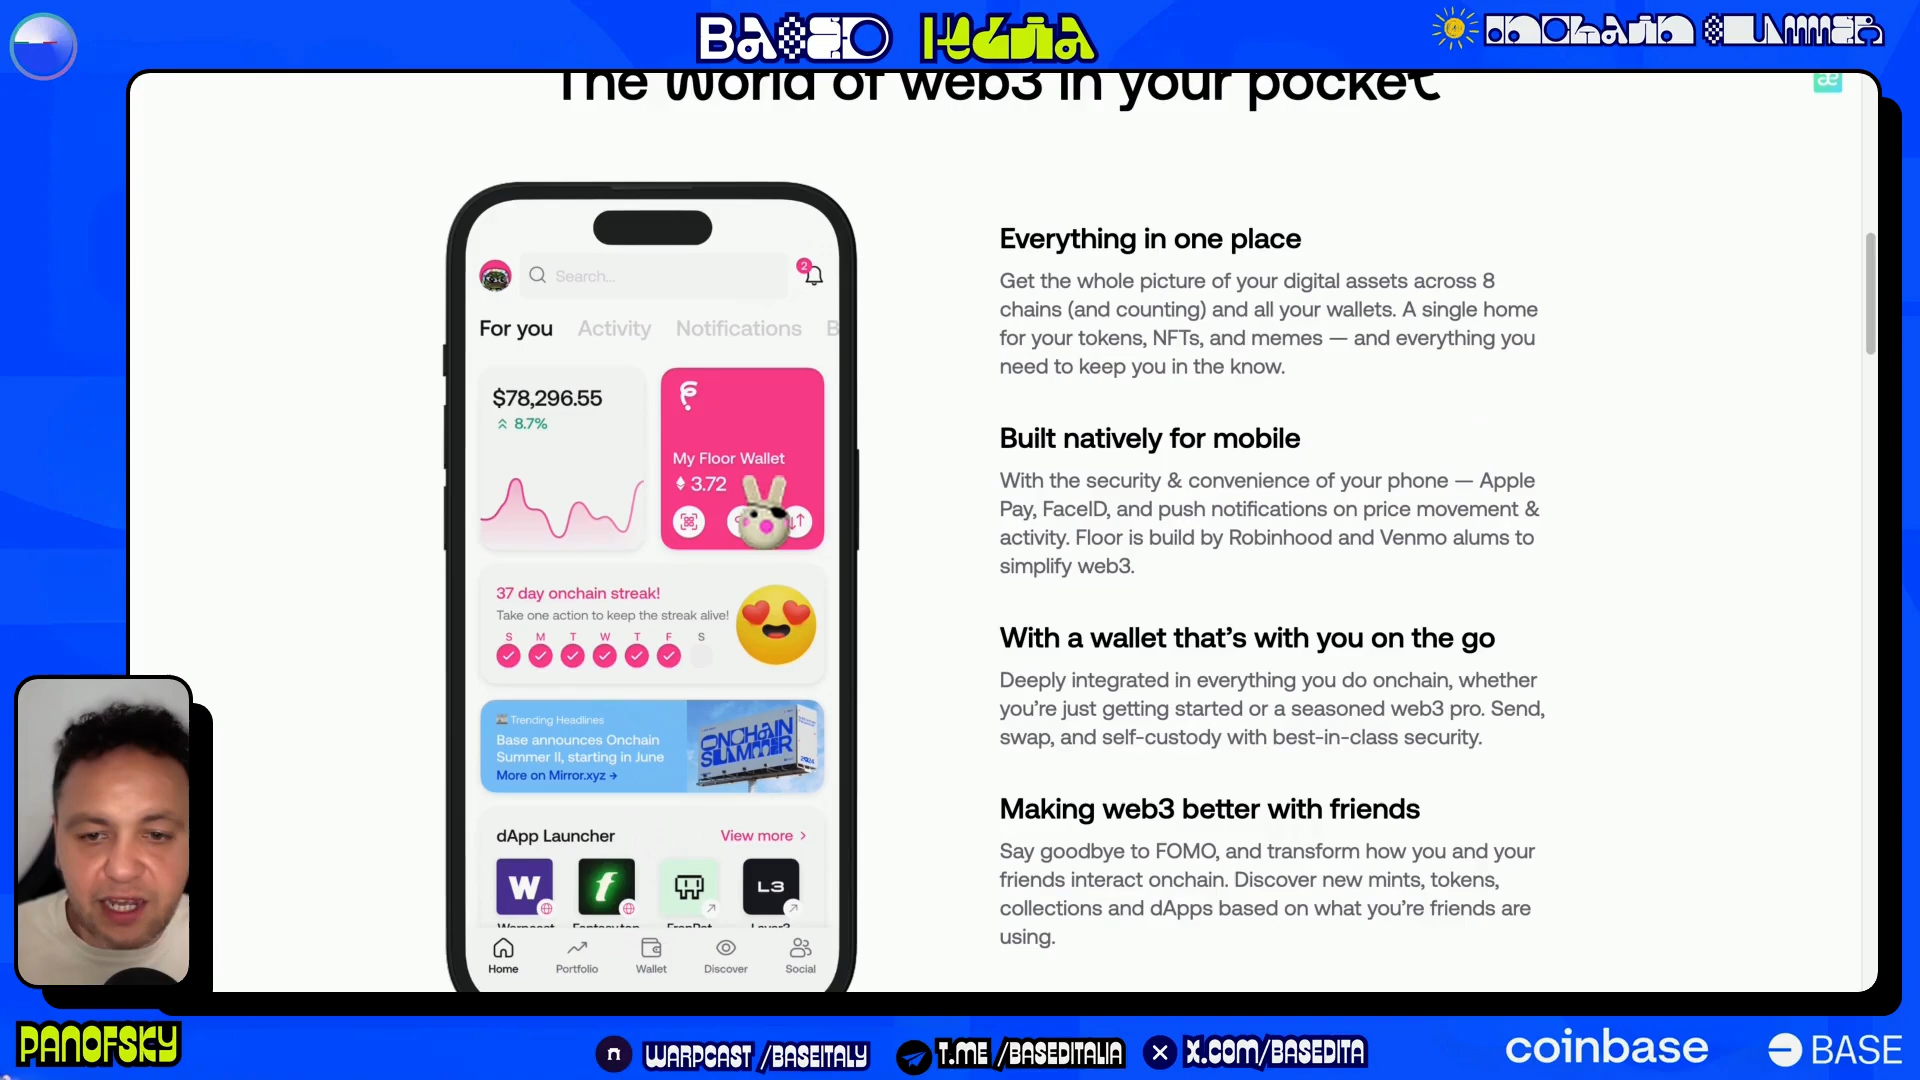 BASED ITALIA
ONCHAIN SUMMER
The world of web3 in your pocket
æ
Search...
2
For you Activity Notifications B
$78,296.55
8.7%
My Floor Wallet
3.72
37 day onchain streak!
Take one action to keep the streak alive!
S M T W T F S
Trending Headlines
Base announces Onchain
Summer II, starting in June
More on Mirror.xyz →
ONCHAIN
SUMMER
dApp Launcher
View more >
W
L3
Warpcast Fantasy.top FrenPet Layer3
Home Portfolio Wallet Discover Social
Everything in one place
Get the whole picture of your digital assets across 8
chains (and counting) and all your wallets. A single home
for your tokens, NFTs, and memes — and everything you
need to keep you in the know.
Built natively for mobile
With the security & convenience of your phone — Apple
Pay, FaceID, and push notifications on price movement &
activity. Floor is build by Robinhood and Venmo alums to
simplify web3.
With a wallet that’s with you on the go
Deeply integrated in everything you do onchain, whether
you’re just getting started or a seasoned web3 pro. Send,
swap, and self-custody with best-in-class security.
Making web3 better with friends
Say goodbye to FOMO, and transform how you and your
friends interact onchain. Discover new mints, tokens,
collections and dApps based on what you’re friends are
using.
PANOFSKY
WARPCAST /BASEITALY
T.ME /BASEDITALIA
X.COM/BASEDITA
coinbase
BASE